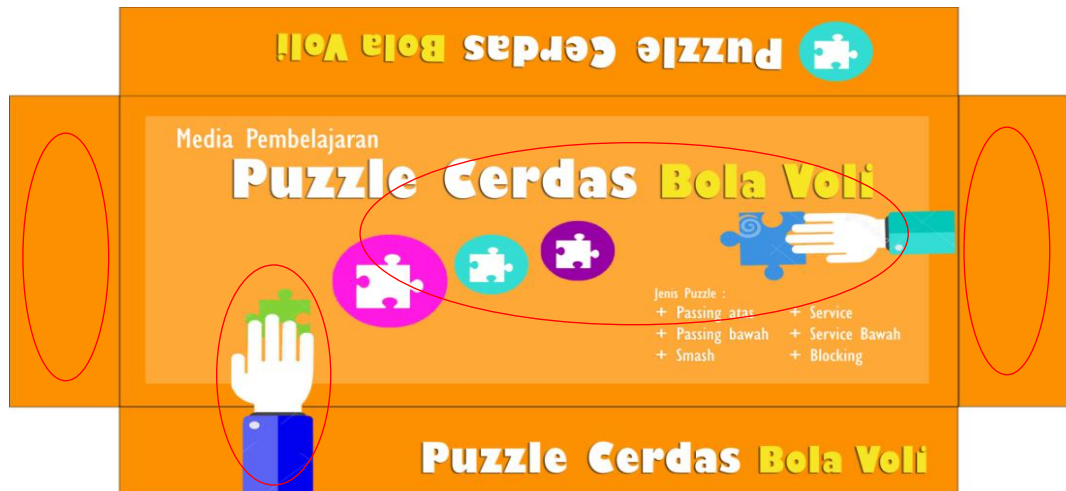 Puzzle Cerdas Bola Voli
Media Pembelajaran
Puzzle Cerdas Bola Voli
Jenis Puzzle :
+ Passing atas
+ Passing bawah
+ Smash
+ Service
+ Service Bawah
+ Blocking
Puzzle Cerdas Bola Voli